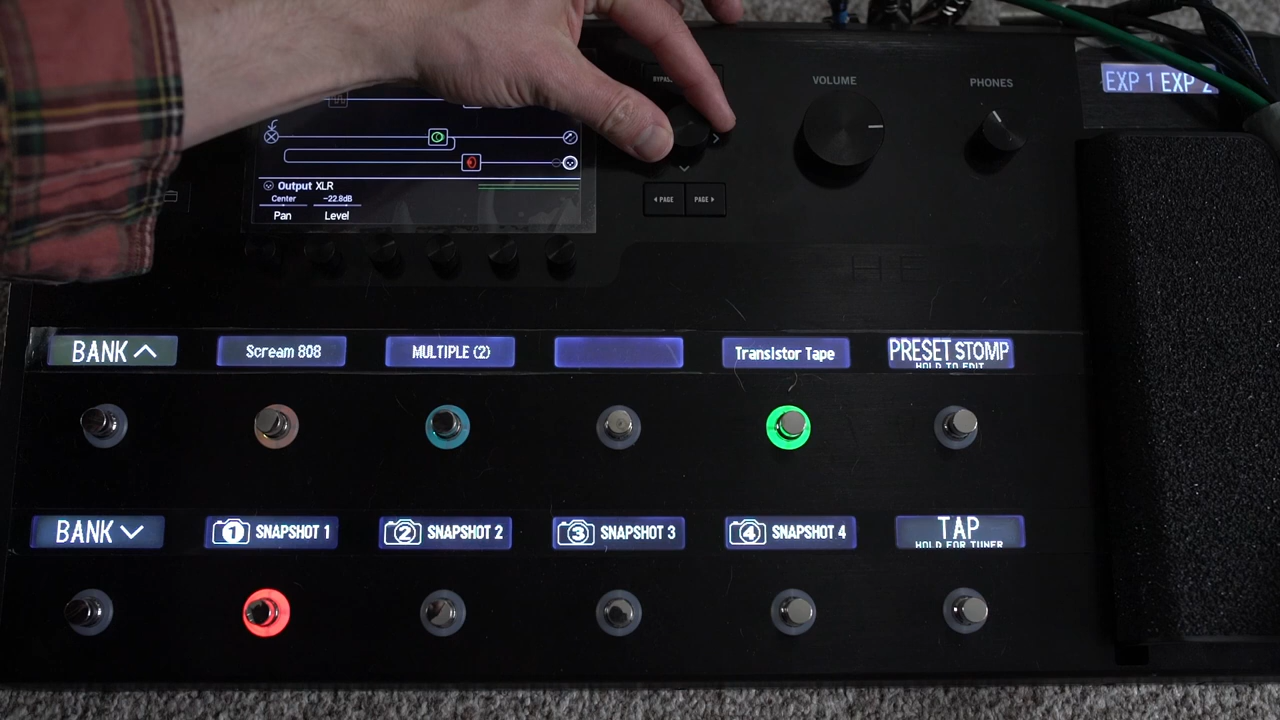 VOLUME
PHONES
EXP 1 EXP 2
Output XLR
Center
-22.8dB
Pan
Level
PAGE
PAGE
BANK
Scream 808
MULTIPLE (2)
Transistor Tape
PRESET STOMP
HOLD TO EDIT
BANK
1 SNAPSHOT 1
2 SNAPSHOT 2
3 SNAPSHOT 3
4 SNAPSHOT 4
TAP
HOLD FOR TUNER